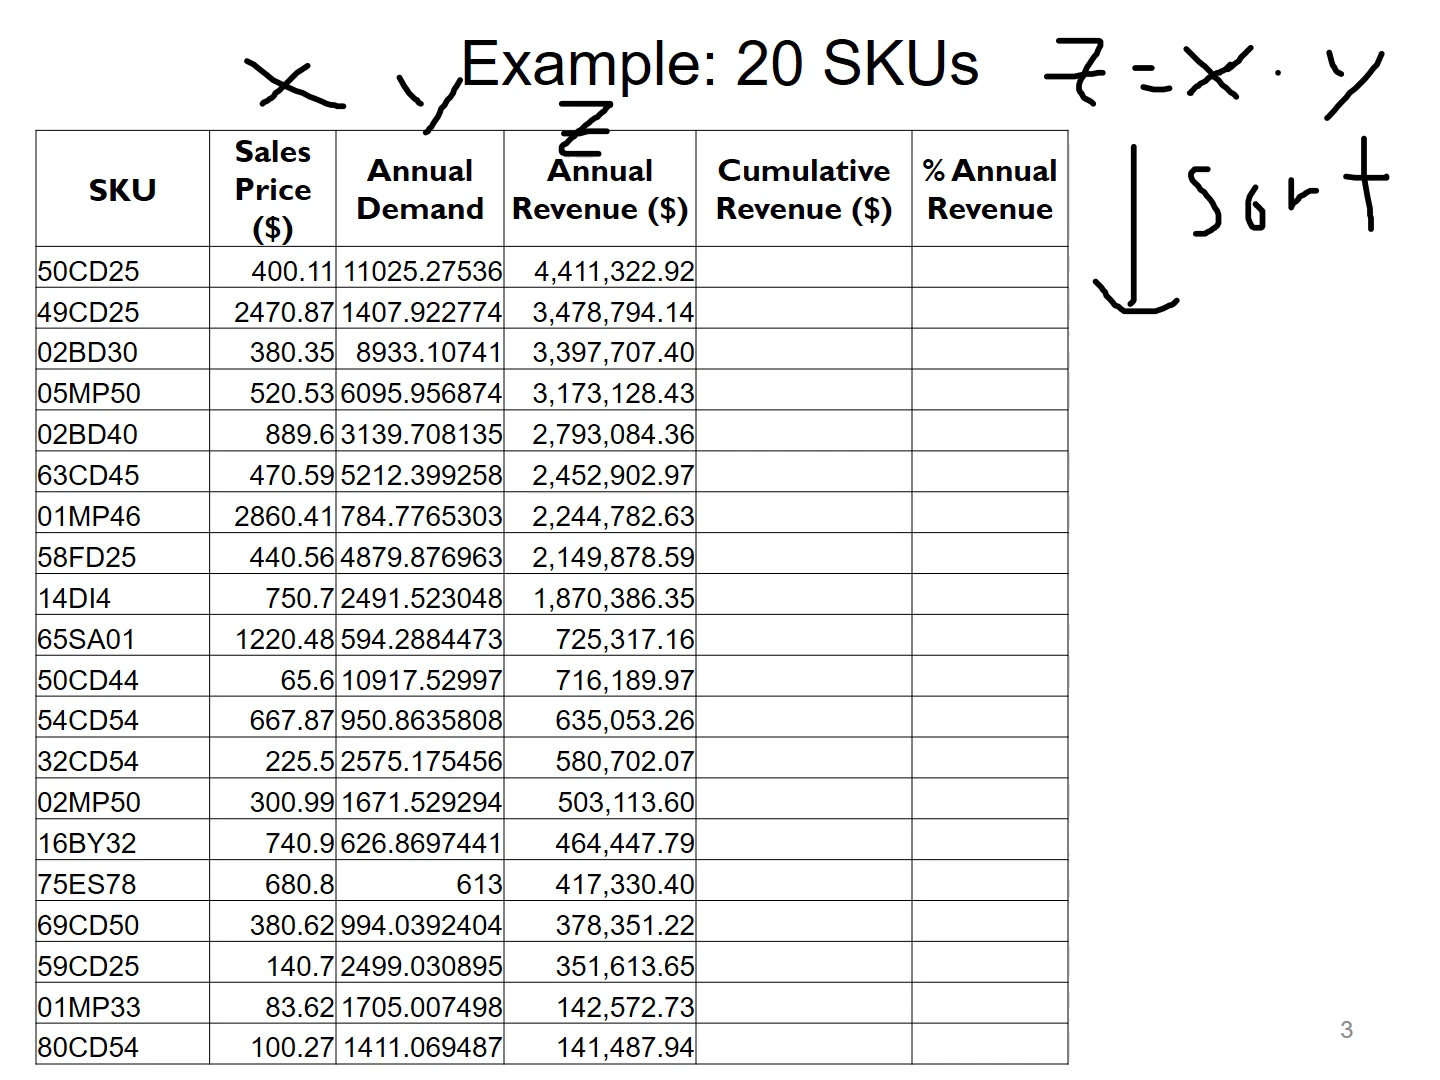 Example: 20 SKUs
x y z
z = x · y
Sort
SKU Sales Price ($) Annual Demand Annual Revenue ($) Cumulative Revenue ($) % Annual Revenue
50CD25 400.11 11025.27536 4,411,322.92
49CD25 2470.87 1407.922774 3,478,794.14
02BD30 380.35 8933.10741 3,397,707.40
05MP50 520.53 6095.956874 3,173,128.43
02BD40 889.6 3139.708135 2,793,084.36
63CD45 470.59 5212.399258 2,452,902.97
01MP46 2860.41 784.7765303 2,244,782.63
58FD25 440.56 4879.876963 2,149,878.59
14DI4 750.7 2491.523048 1,870,386.35
65SA01 1220.48 594.2884473 725,317.16
50CD44 65.6 10917.52997 716,189.97
54CD54 667.87 950.8635808 635,053.26
32CD54 225.5 2575.175456 580,702.07
02MP50 300.99 1671.529294 503,113.60
16BY32 740.9 626.8697441 464,447.79
75ES78 680.8 613 417,330.40
69CD50 380.62 994.0392404 378,351.22
59CD25 140.7 2499.030895 351,613.65
01MP33 83.62 1705.007498 142,572.73
80CD54 100.27 1411.069487 141,487.94
3